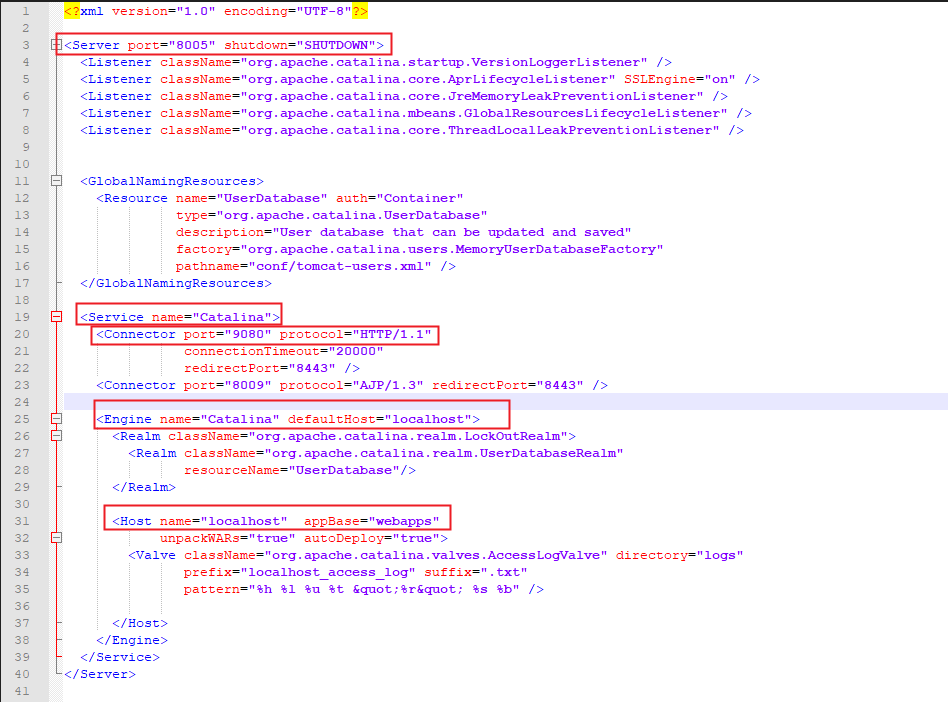 1 <?xml version="1.0" encoding="UTF-8"?>
2
3 <Server port="8005" shutdown="SHUTDOWN">
4 <Listener className="org.apache.catalina.startup.VersionLoggerListener" />
5 <Listener className="org.apache.catalina.core.AprLifecycleListener" SSLEngine="on" />
6 <Listener className="org.apache.catalina.core.JreMemoryLeakPreventionListener" />
7 <Listener className="org.apache.catalina.mbeans.GlobalResourcesLifecycleListener" />
8 <Listener className="org.apache.catalina.core.ThreadLocalLeakPreventionListener" />
9
10
11 <GlobalNamingResources>
12 <Resource name="UserDatabase" auth="Container"
13 type="org.apache.catalina.UserDatabase"
14 description="User database that can be updated and saved"
15 factory="org.apache.catalina.users.MemoryUserDatabaseFactory"
16 pathname="conf/tomcat-users.xml" />
17 </GlobalNamingResources>
18
19 <Service name="Catalina">
20 <Connector port="9080" protocol="HTTP/1.1"
21 connectionTimeout="20000"
22 redirectPort="8443" />
23 <Connector port="8009" protocol="AJP/1.3" redirectPort="8443" />
24
25 <Engine name="Catalina" defaultHost="localhost">
26 <Realm className="org.apache.catalina.realm.LockOutRealm">
27 <Realm className="org.apache.catalina.realm.UserDatabaseRealm"
28 resourceName="UserDatabase"/>
29 </Realm>
30
31 <Host name="localhost"  appBase="webapps"
32 unpackWARs="true" autoDeploy="true">
33 <Valve className="org.apache.catalina.valves.AccessLogValve" directory="logs"
34 prefix="localhost_access_log" suffix=".txt"
35 pattern="%h %l %u %t &quot;%r&quot; %s %b" />
36
37 </Host>
38 </Engine>
39 </Service>
40 </Server>
41